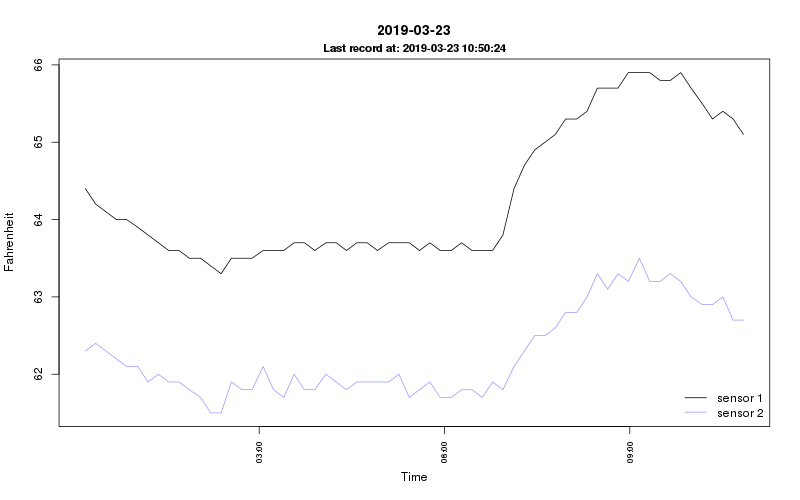 2019-03-23
Last record at: 2019-03-23 10:50:24
66
65
64
63
62
Fahrenheit
sensor 1
sensor 2
03:00
06:00
09:00
Time